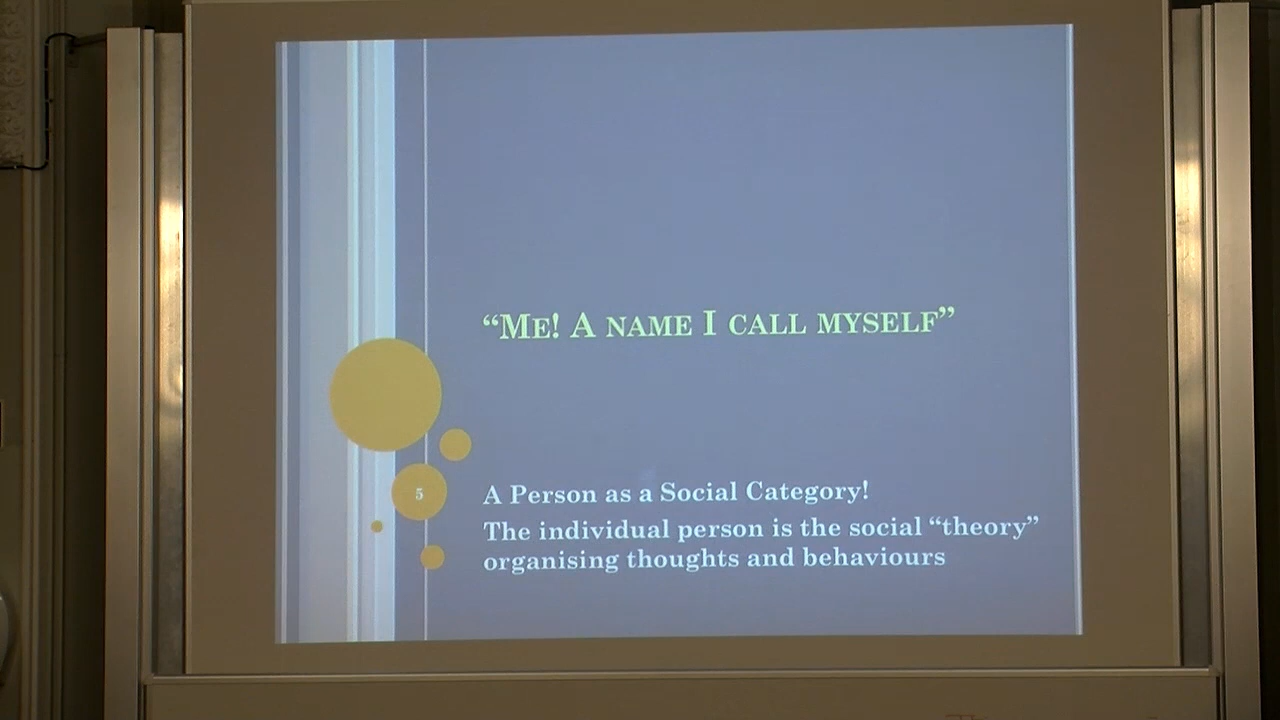 “Me! A name I call myself”
5
A Person as a Social Category!
The individual person is the social “theory”
organising thoughts and behaviours